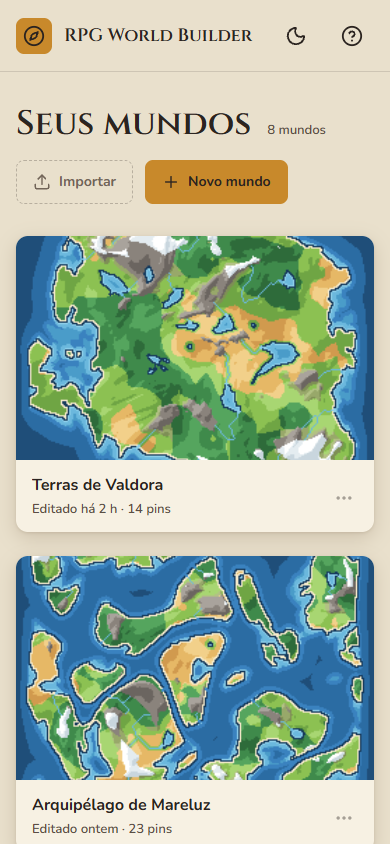 RPG World Builder
Seus mundos
8 mundos
Importar
Novo mundo
Terras de Valdora
Editado há 2 h · 14 pins
Arquipélago de Mareluz
Editado ontem · 23 pins